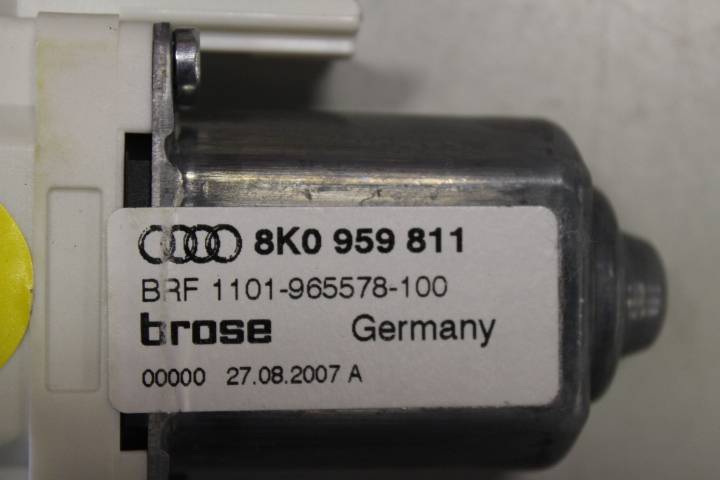 8K0 959 811
BRF 1101-965578-100
brose Germany
00000 27.08.2007 A